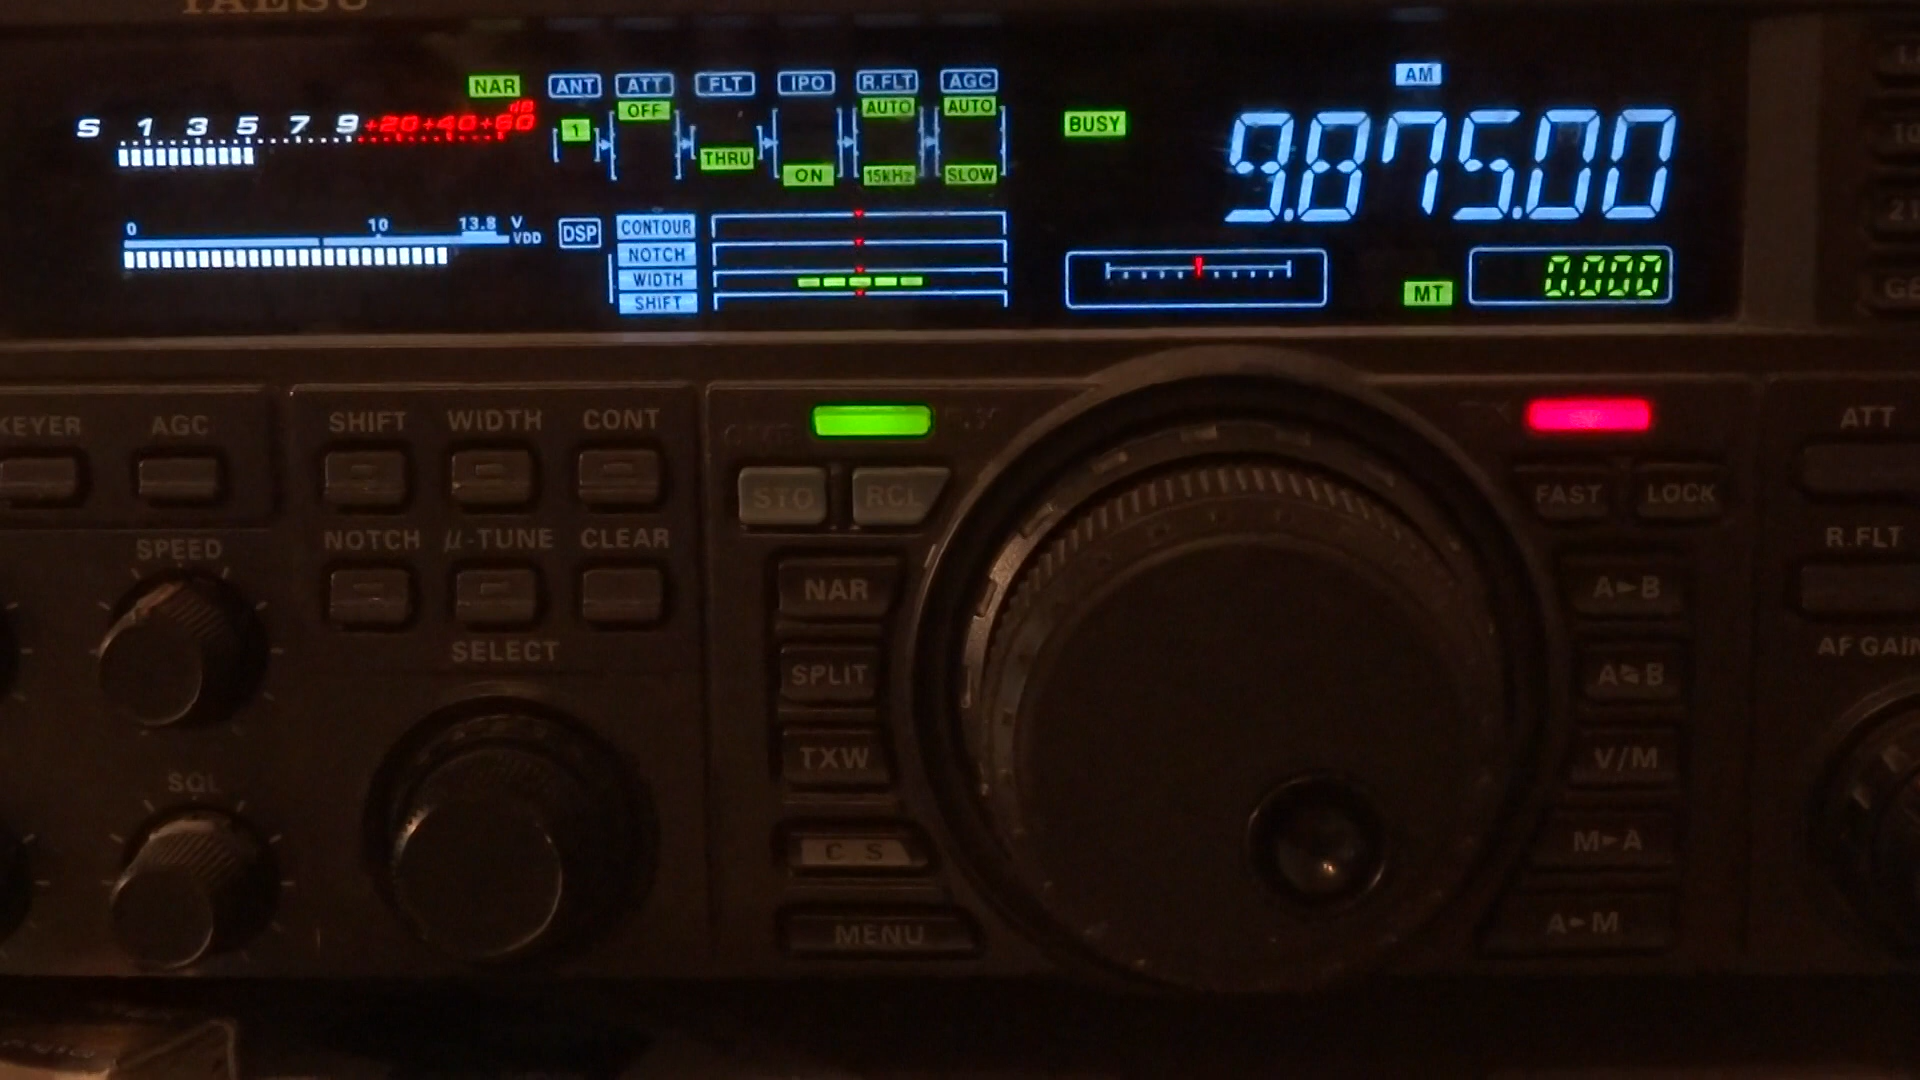 YAESU
NAR ANT ATT FLT IPO R.FLT AGC AM
dB OFF AUTO AUTO
S 1 3 5 7 9 +20 +40 +60 1 BUSY 9.875.00
THRU
ON 15kHz SLOW
0 10 13.8 V
VDD DSP CONTOUR
NOTCH
WIDTH MT 0.000
SHIFT
KEYER AGC SHIFT WIDTH CONT ATT
STO RCL FAST LOCK
SPEED NOTCH µ-TUNE CLEAR R.FLT
NAR A►B
SELECT AF GAIN
SPLIT
TXW V/M
SQL
C S M►A
MENU A►M